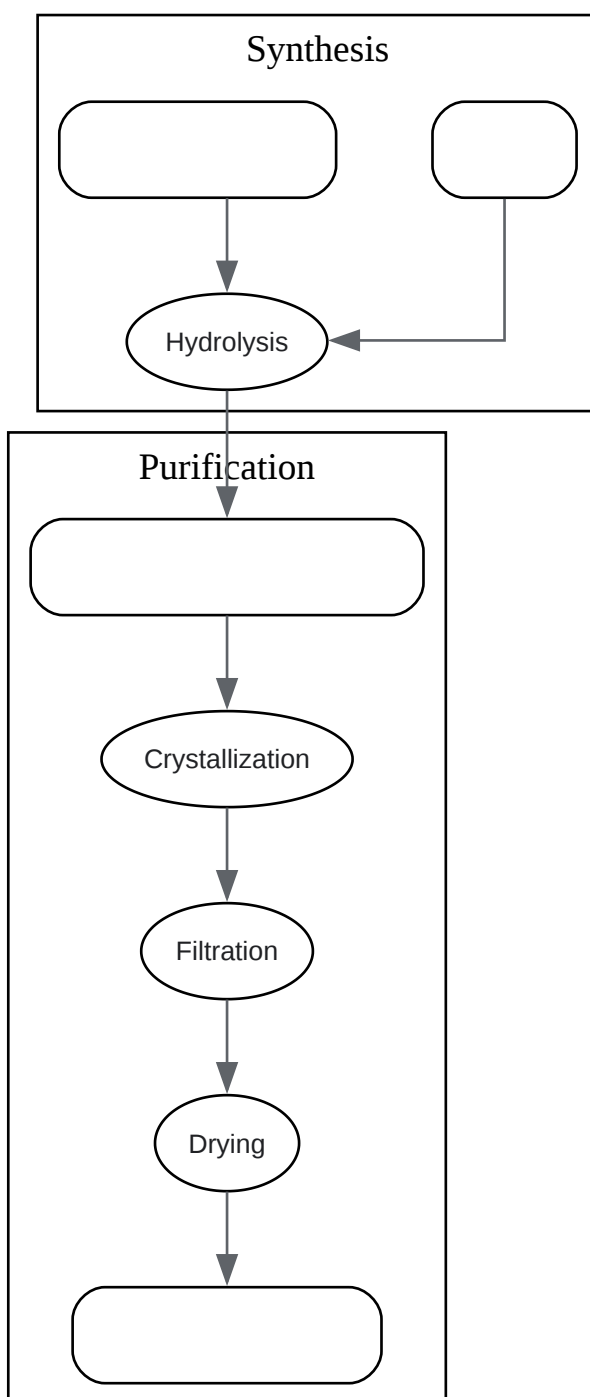 Synthesis
Hydrolysis
Purification
Crystallization
Filtration
Drying